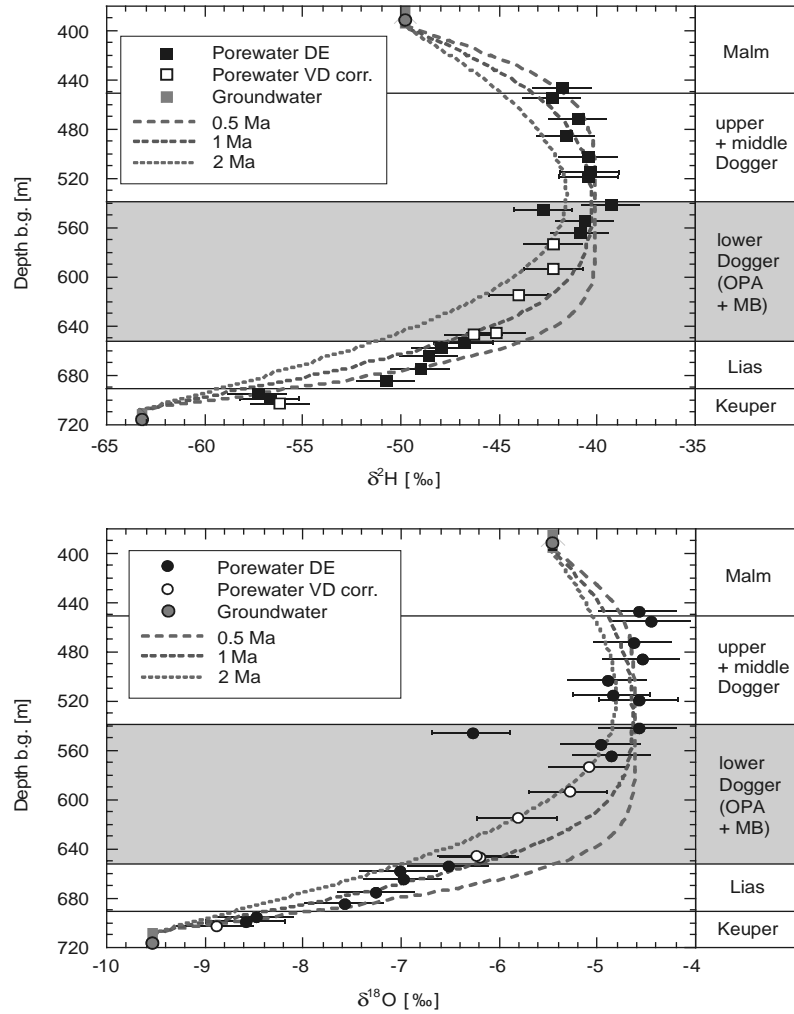 400
440
480
520
560
600
640
680
720
Depth b.g. [m]
Porewater DE
Porewater VD corr.
Groundwater
0.5 Ma
1 Ma
2 Ma
Malm
upper
+ middle
Dogger
lower
Dogger
(OPA
+ MB)
Lias
Keuper
-65
-60
-55
-50
-45
-40
-35
δ²H [‰]
400
440
480
520
560
600
640
680
720
Depth b.g. [m]
Porewater DE
Porewater VD corr.
Groundwater
0.5 Ma
1 Ma
2 Ma
Malm
upper
+ middle
Dogger
lower
Dogger
(OPA
+ MB)
Lias
Keuper
-10
-9
-8
-7
-6
-5
-4
δ¹⁸O [‰]